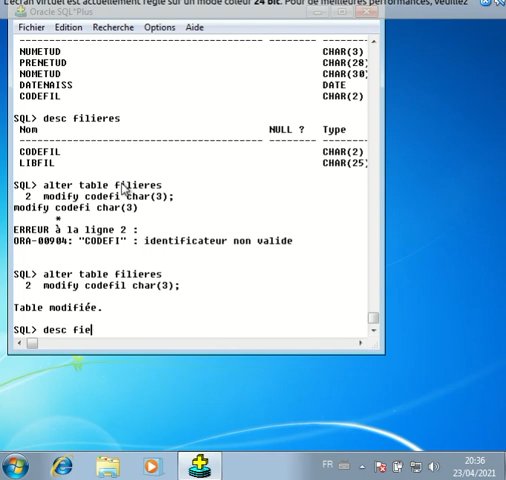 L'écran virtuel est actuellement réglé sur un mode couleur 24 bit. Pour de meilleures performances, veuillez
Oracle SQL*Plus
Fichier Edition Recherche Options Aide
NUMETUD CHAR(3)
PRENETUD CHAR(28)
NOMETUD CHAR(30)
DATENAISS DATE
CODEFIL CHAR(2)
SQL> desc filieres
Nom NULL ? Type
CODEFIL CHAR(2)
LIBFIL CHAR(25)
SQL> alter table filieres
2 modify codefi char(3);
modify codefi char(3)
*
ERREUR à la ligne 2 :
ORA-00904: "CODEFI" : identificateur non valide
SQL> alter table filieres
2 modify codefil char(3);
Table modifiée.
SQL> desc fie
FR
20:36
23/04/2021